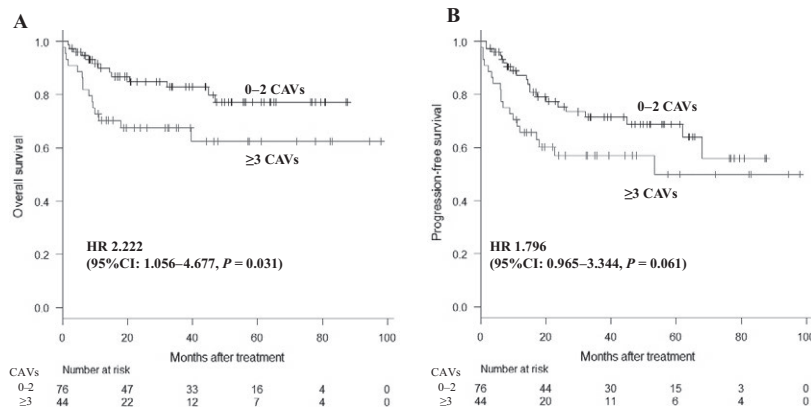 A
Overall survival
1.0
0.8
0.6
0.4
0.2
0.0
0–2 CAVs
≥3 CAVs
HR 2.222
(95%CI: 1.056–4.677, P = 0.031)
0 20 40 60 80 100
Months after treatment
CAVs Number at risk
0–2 76 47 33 16 4 0
≥3 44 22 12 7 4 0
B
Progression-free survival
1.0
0.8
0.6
0.4
0.2
0.0
0–2 CAVs
≥3 CAVs
HR 1.796
(95%CI: 0.965–3.344, P = 0.061)
0 20 40 60 80 100
Months after treatment
CAVs Number at risk
0–2 76 44 30 15 3 0
≥3 44 20 11 6 4 0